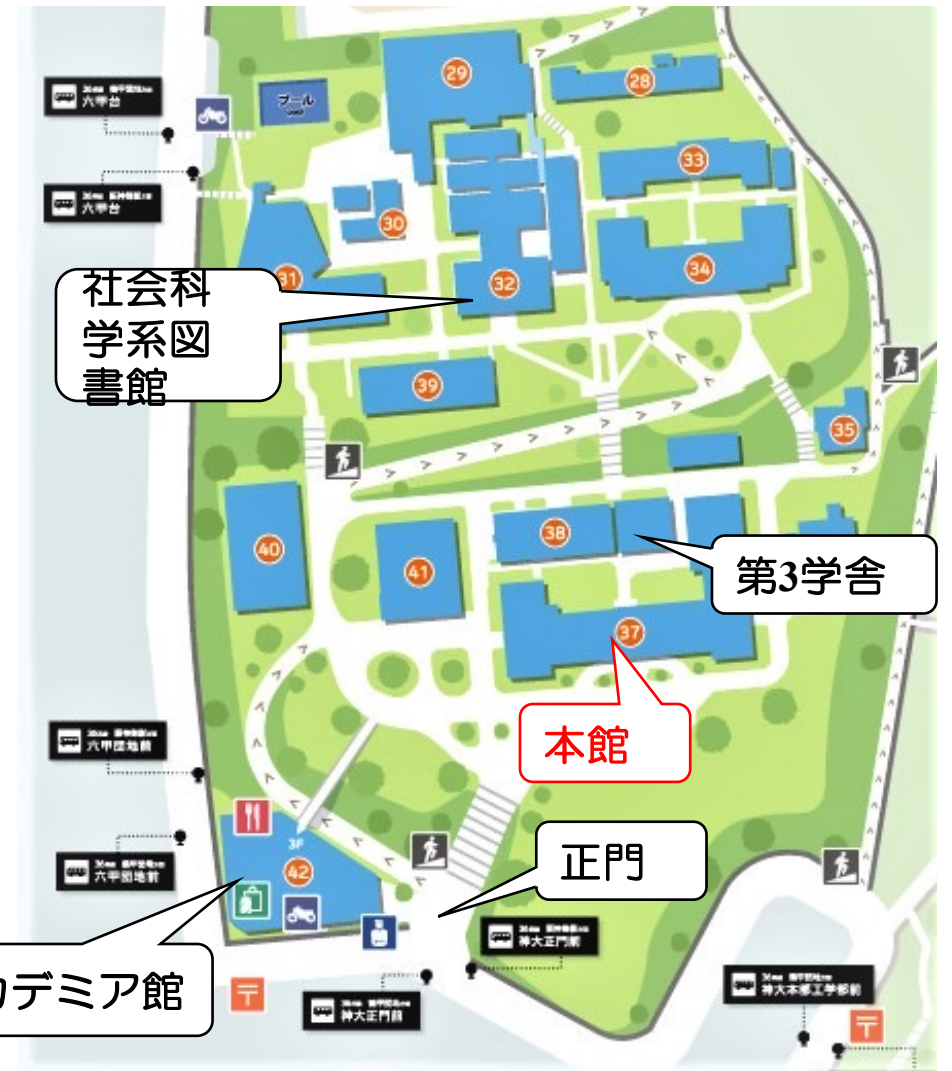 29
28
プール
六甲台
33
六甲台
30
34
31
32
社会科
学系図
書館
39
35
38
40
41
第3学舎
37
本館
六甲団地前
3F
正門
六甲団地前
42
神大正門前
カデミア館
神大本部工学部前
〒
神大正門前
〒